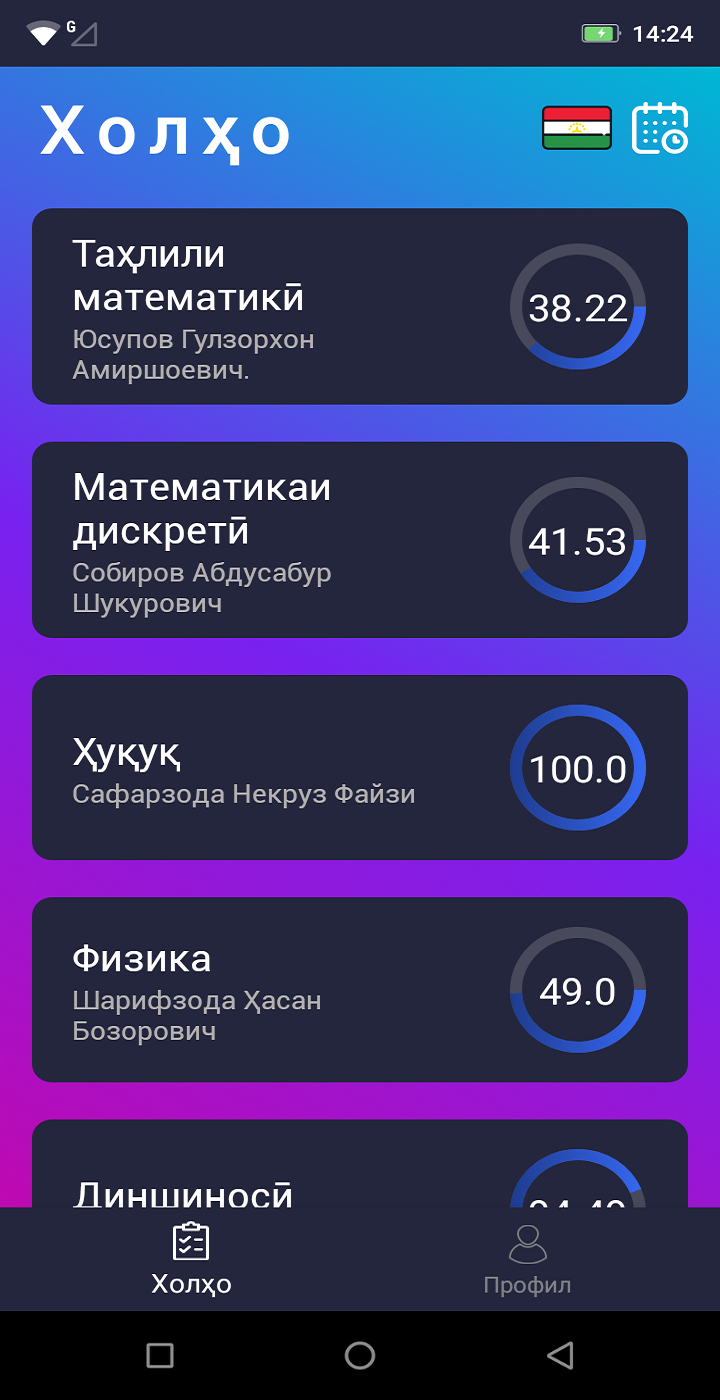 G
14:24
Холҳо
Таҳлили
математикӣ
38.22
Юсупов Гулзорхон
Амиршоевич.
Математикаи
дискретӣ
41.53
Собиров Абдусабур
Шукурович
Ҳуқуқ
100.0
Сафарзода Некруз Файзи
Физика
49.0
Шарифзода Ҳасан
Бозорович
Диншиносӣ
Холҳо
Профил